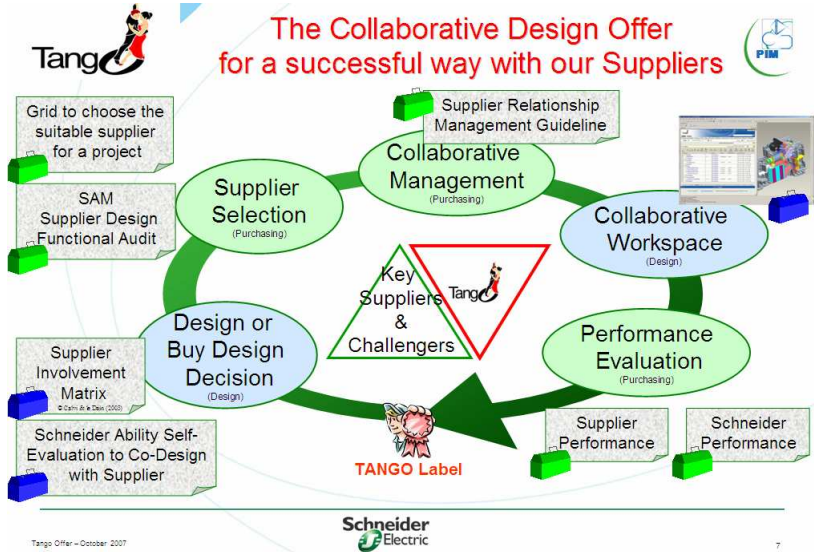 The Collaborative Design Offer
for a successful way with our Suppliers
Tango
PIM
Grid to choose the
suitable supplier
for a project
Supplier Relationship
Management Guideline
SAM
Supplier Design
Functional Audit
Supplier
Selection
(Purchasing)
Collaborative
Management
(Purchasing)
Collaborative
Workspace
(Design)
Key
Suppliers
&
Challengers
Tango
Design or
Buy Design
Decision
(Design)
Performance
Evaluation
(Purchasing)
Supplier
Involvement
Matrix
Schneider Ability Self-
Evaluation to Co-Design
with Supplier
TANGO Label
Supplier
Performance
Schneider
Performance
Schneider
Electric
Tango Offer – October 2007
7